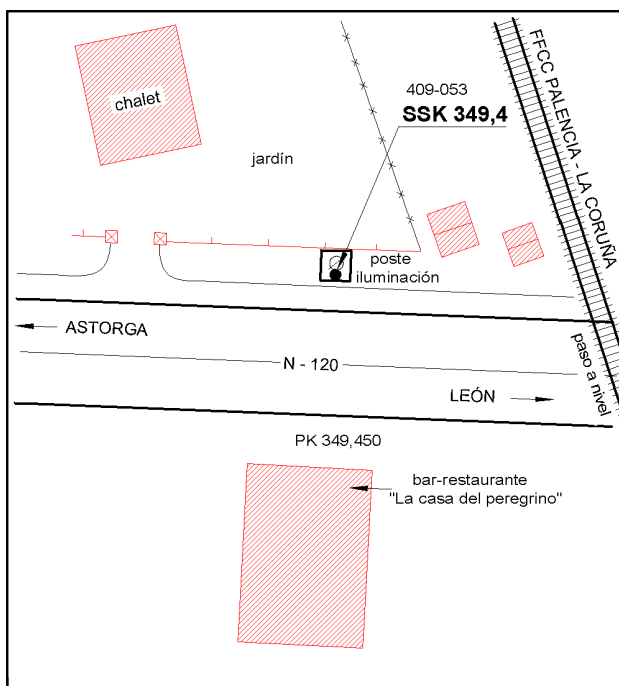 FFCC PALENCIA - LA CORUÑA
409-053
SSK 349,4
chalet
jardín
poste
iluminación
ASTORGA
N - 120
LEÓN
paso a nivel
PK 349,450
bar-restaurante
"La casa del peregrino"